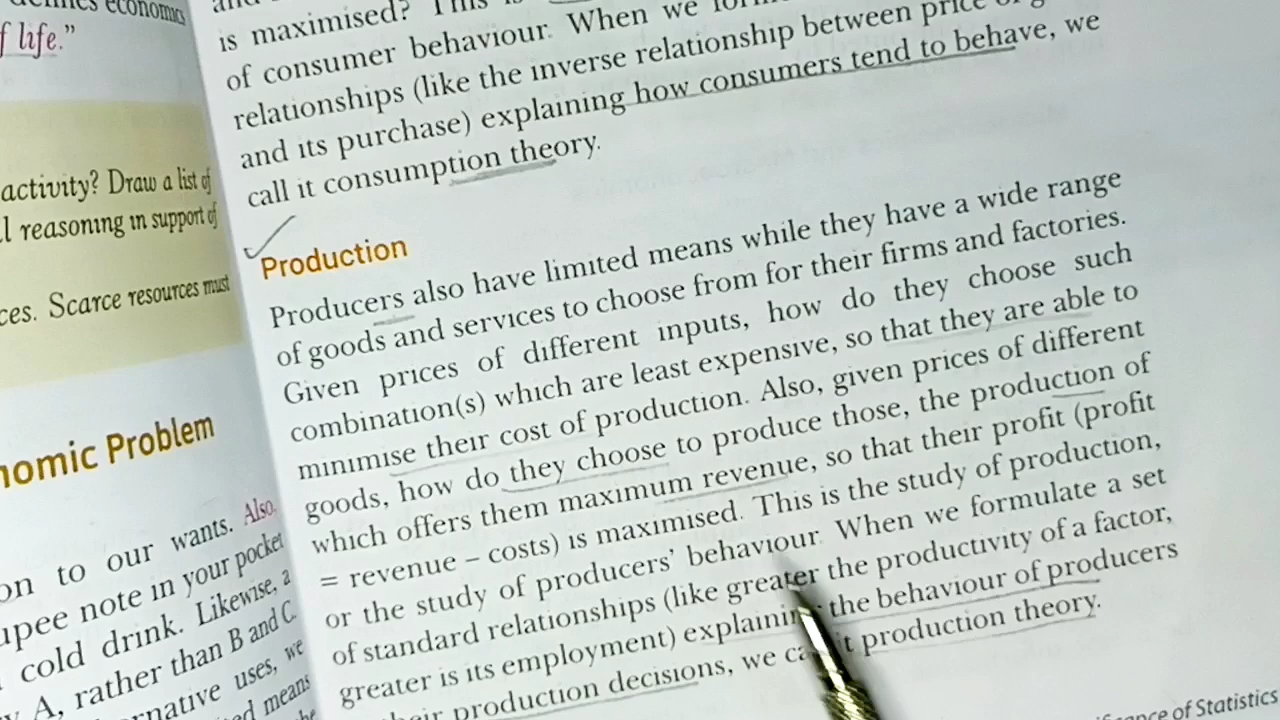 economics
f life.”
activity? Draw a list of
l reasoning in support of
ces. Scarce resources must
nomic Problem
on to our wants. Also,
upee note in your pocket
cold drink. Likewise, a
A, rather than B and C.
rnative uses, we
ed means
is maximised? This is
of consumer behaviour. When we
relationships (like the inverse relationship between price
and its purchase) explaining how consumers tend to behave, we
call it consumption theory.
Production
Producers also have limited means while they have a wide range
of goods and services to choose from for their firms and factories.
Given prices of different inputs, how do they choose such
combination(s) which are least expensive, so that they are able to
minimise their cost of production. Also, given prices of different
goods, how do they choose to produce those, the production of
which offers them maximum revenue, so that their profit (profit
= revenue – costs) is maximised. This is the study of production,
or the study of producers’ behaviour. When we formulate a set
of standard relationships (like greater the productivity of a factor,
greater is its employment) explaining the behaviour of producers
production decisions, we it production theory.
of Statistics